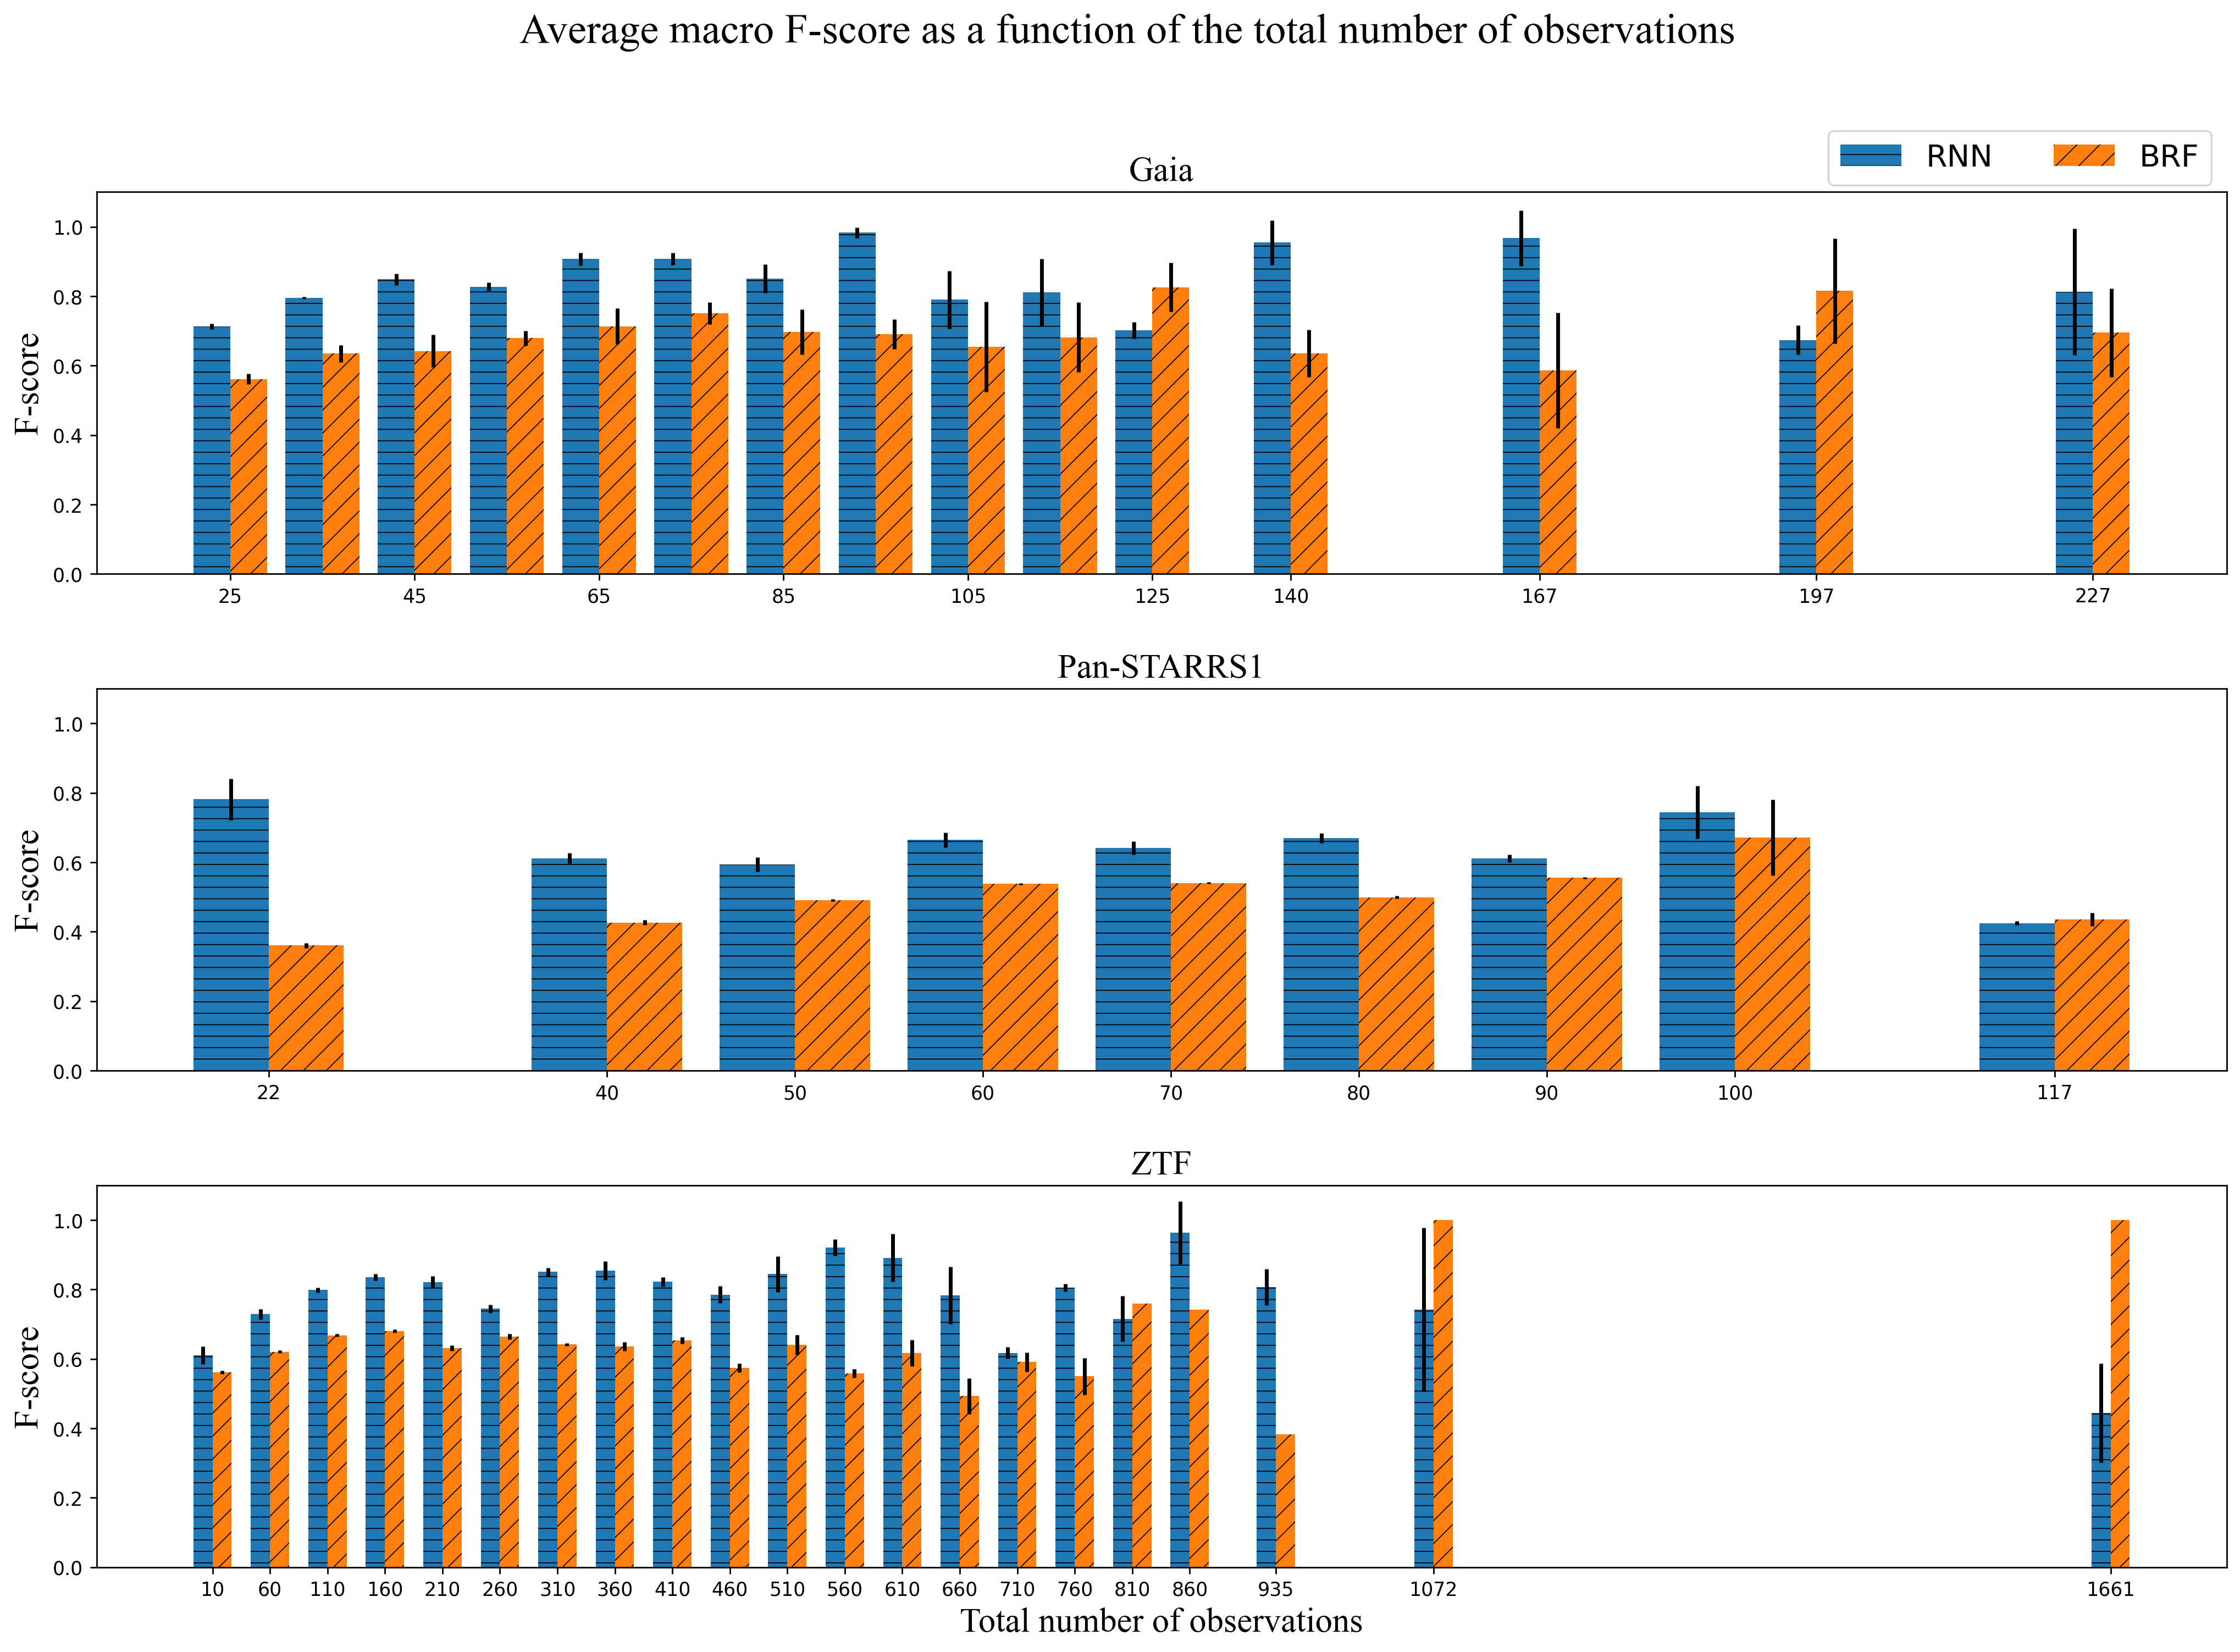 Average macro F-score as a function of the total number of observations
RNN BRF
Gaia
F-score
1.0
0.8
0.6
0.4
0.2
0.0
25 45 65 85 105 125 140 167 197 227
Pan-STARRS1
F-score
1.0
0.8
0.6
0.4
0.2
0.0
22 40 50 60 70 80 90 100 117
ZTF
F-score
1.0
0.8
0.6
0.4
0.2
0.0
10 60 110 160 210 260 310 360 410 460 510 560 610 660 710 760 810 860 935 1072 1661
Total number of observations